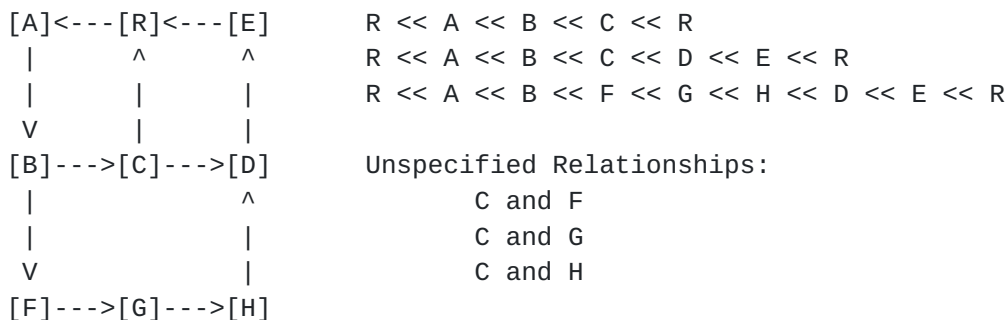 [A]<---[R]<---[E]      R << A << B << C << R
 |      ^      ^       R << A << B << C << D << E << R
 |      |      |       R << A << B << F << G << H << D << E << R
 V      |      |
[B]--->[C]--->[D]      Unspecified Relationships:
 |             ^             C and F
 |             |             C and G
 V             |             C and H
[F]--->[G]--->[H]